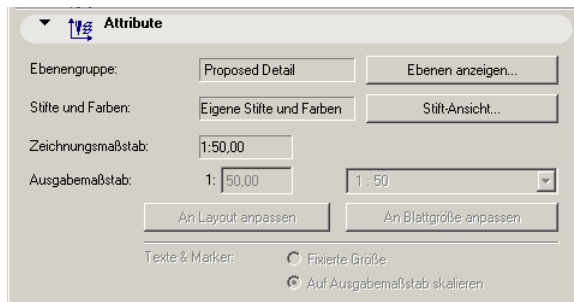 Attribute
Ebenengruppe: Proposed Detail Ebenen anzeigen...
Stifte und Farben: Eigene Stifte und Farben Stift-Ansicht...
Zeichnungsmaßstab: 1:50,00
Ausgabemaßstab: 1: 50,00 1 : 50
An Layout anpassen An Blattgröße anpassen
Texte & Marker: Fixierte Größe
Auf Ausgabemaßstab skalieren